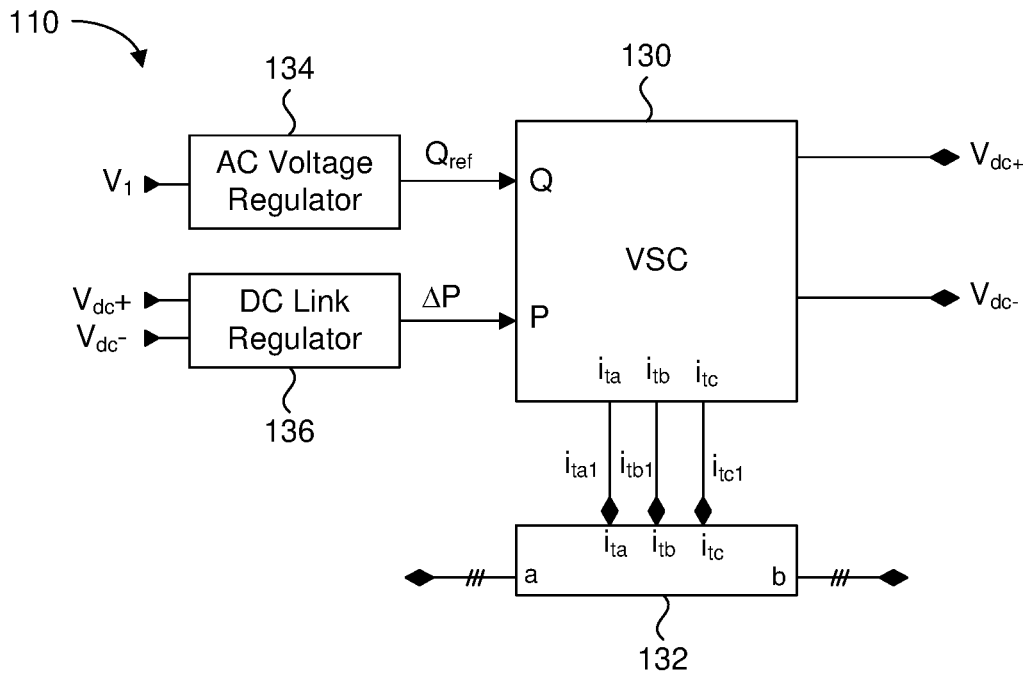 110
134
130
V₁
AC Voltage
Regulator
Qref
Q
Vdc+
Vdc+
Vdc-
DC Link
Regulator
ΔP
P
VSC
Vdc-
136
ita itb itc
ita1 itb1 itc1
ita itb itc
a b
132